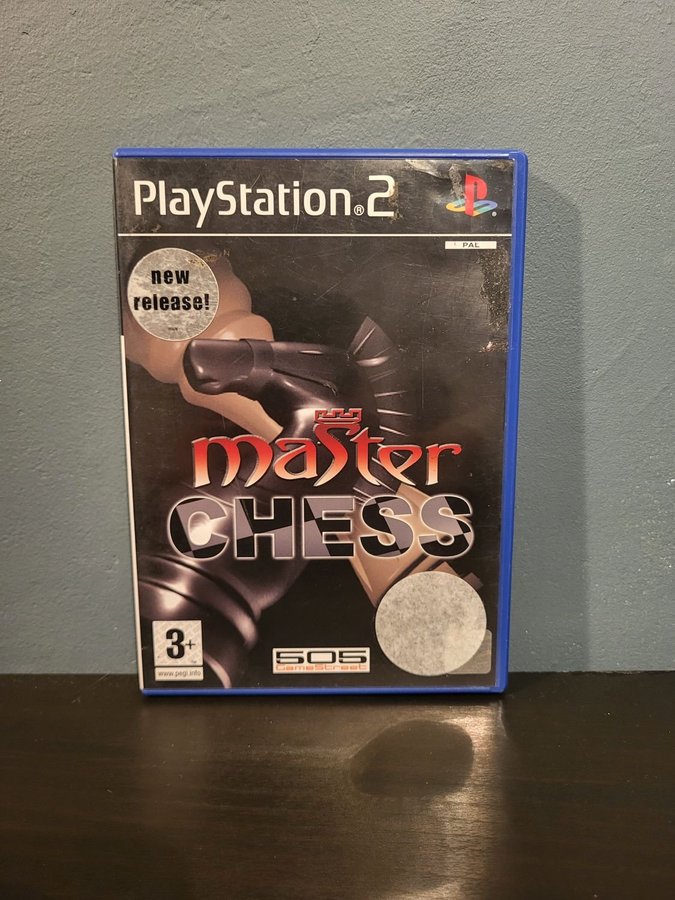 PlayStation®2
PAL
new
release!
master
CHESS
3+
www.pegi.info
505
GameStreet